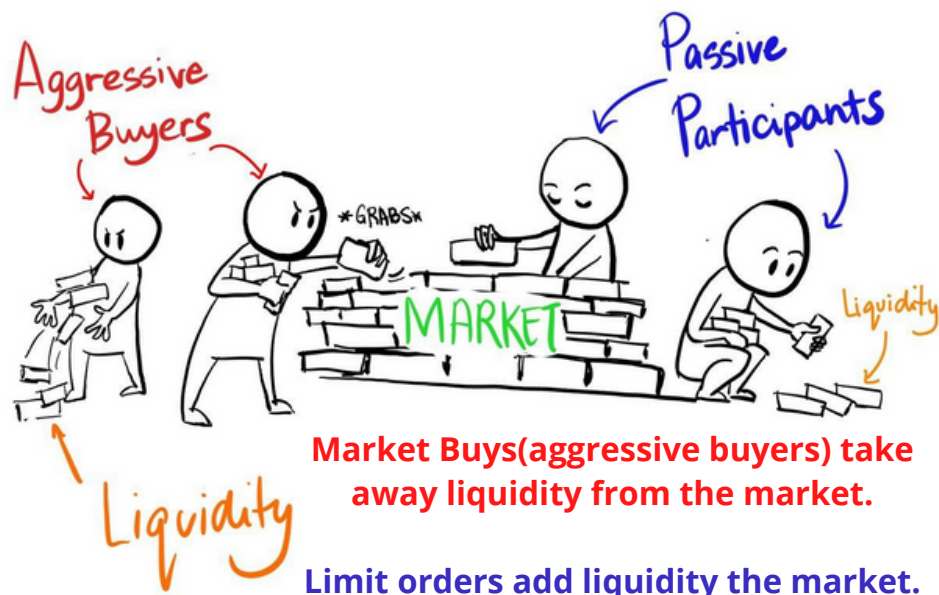 Aggressive
Buyers
Passive
Participants
*GRABS*
MARKET
Liquidity
Liquidity
Market Buys(aggressive buyers) take
away liquidity from the market.
Limit orders add liquidity the market.